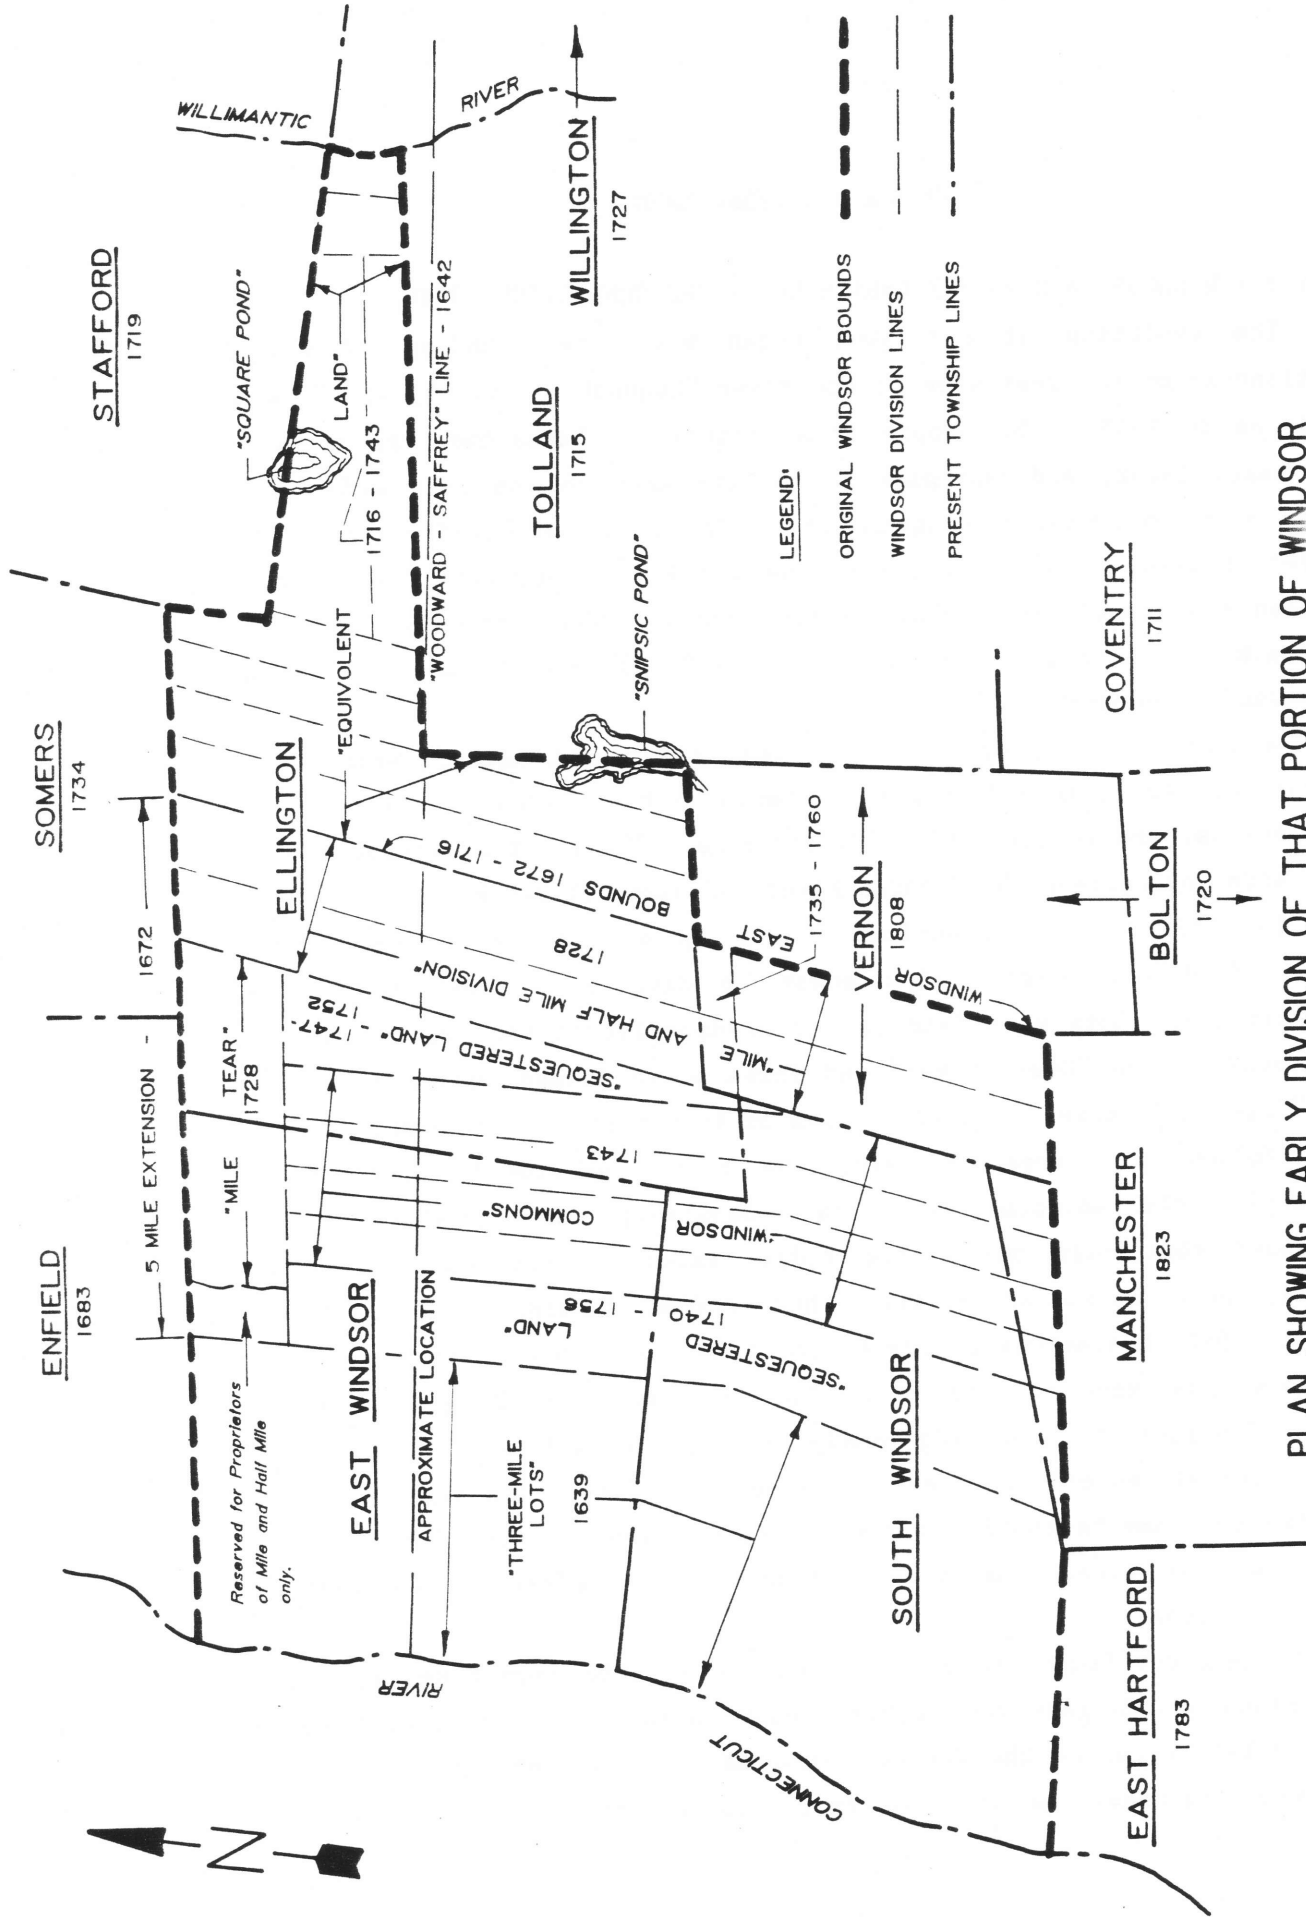 STAFFORD
1719
SOMERS
1734
ENFIELD
1683
WILLIMANTIC
RIVER
"SQUARE POND"
5 MILE EXTENSION - 1672
"MILE TEAR"
1728
Reserved for Proprietors
of Mile and Half Mile
only.
ELLINGTON
"EQUIVOLENT
LAND"
1716 - 1743
"WOODWARD - SAFFREY" LINE - 1642
APPROXIMATE LOCATION
EAST WINDSOR
"THREE-MILE
LOTS"
1639
RIVER
CONNECTICUT
N
"SEQUESTERED
LAND"
1740 - 1756
"WINDSOR
COMMONS"
1743
"SEQUESTERED LAND" -
1747-
1752
"MILE AND HALF MILE DIVISION"
1728
EAST
WINDSOR
BOUNDS 1672 - 1716
1735 - 1760
TOLLAND
1715
WILLINGTON
1727
"SNIPSIC POND"
VERNON
1808
SOUTH WINDSOR
EAST HARTFORD
1783
MANCHESTER
1823
BOLTON
1720
COVENTRY
1711
LEGEND:
ORIGINAL WINDSOR BOUNDS
WINDSOR DIVISION LINES
PRESENT TOWNSHIP LINES
PLAN SHOWING EARLY DIVISION OF THAT PORTION OF WINDSOR